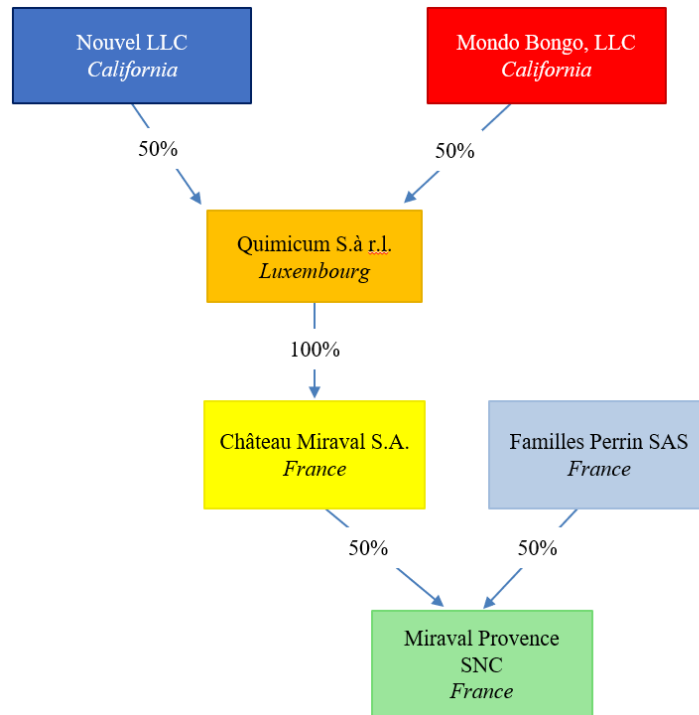 Nouvel LLC
California
Mondo Bongo, LLC
California
50%
50%
Quimicum S.à r.l.
Luxembourg
100%
Château Miraval S.A.
France
Familles Perrin SAS
France
50%
50%
Miraval Provence
SNC
France